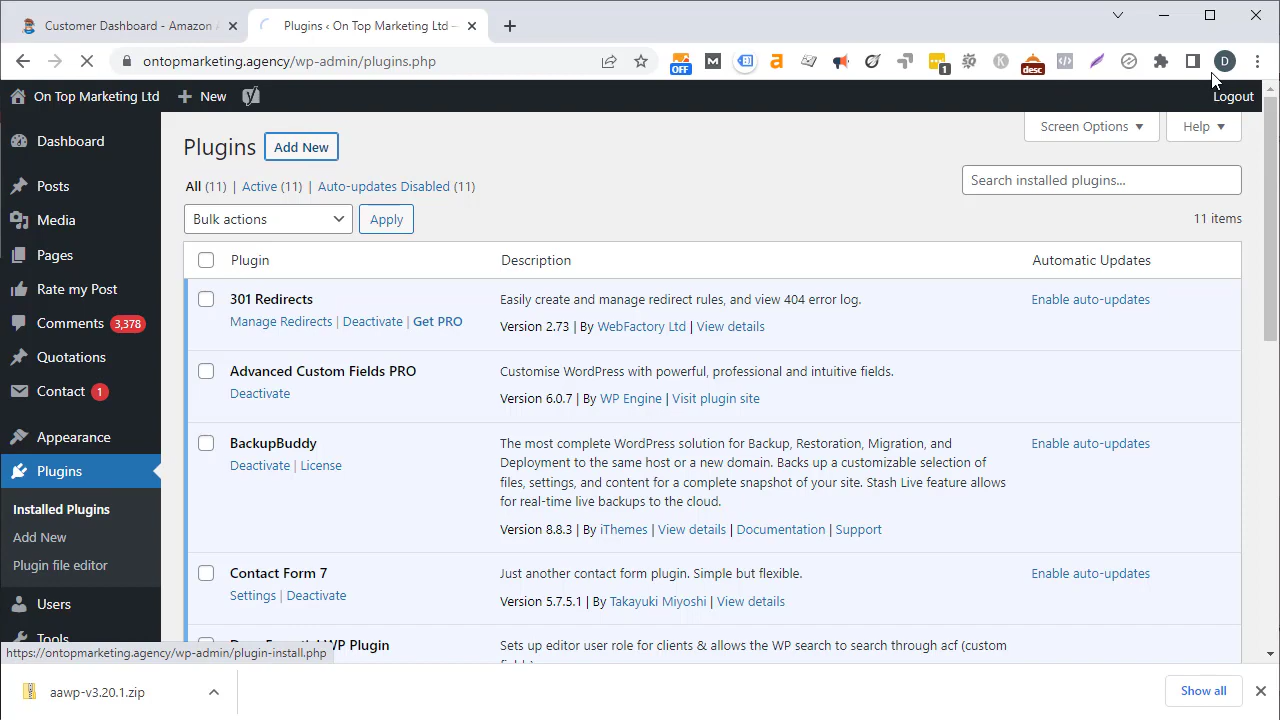 Customer Dashboard - Amazon A
Plugins ‹ On Top Marketing Ltd —
ontopmarketing.agency/wp-admin/plugins.php
OFF
M
a
1
K
desc
D
On Top Marketing Ltd
New
Logout
Dashboard
Posts
Media
Pages
Rate my Post
Comments 3,378
Quotations
Contact 1
Appearance
Plugins
Installed Plugins
Add New
Plugin file editor
Users
Tools
Plugins
Add New
Screen Options
Help
All (11) | Active (11) | Auto-updates Disabled (11)
Search installed plugins...
Bulk actions
Apply
11 items
Plugin
Description
Automatic Updates
301 Redirects
Manage Redirects | Deactivate | Get PRO
Easily create and manage redirect rules, and view 404 error log.
Version 2.73 | By WebFactory Ltd | View details
Enable auto-updates
Advanced Custom Fields PRO
Deactivate
Customise WordPress with powerful, professional and intuitive fields.
Version 6.0.7 | By WP Engine | Visit plugin site
BackupBuddy
Deactivate | License
The most complete WordPress solution for Backup, Restoration, Migration, and
Deployment to the same host or a new domain. Backs up a customizable selection of
files, settings, and content for a complete snapshot of your site. Stash Live feature allows
for real-time live backups to the cloud.
Version 8.8.3 | By iThemes | View details | Documentation | Support
Enable auto-updates
Contact Form 7
Settings | Deactivate
Just another contact form plugin. Simple but flexible.
Version 5.7.5.1 | By Takayuki Miyoshi | View details
Enable auto-updates
WP Plugin
Sets up editor user role for clients & allows the WP search to search through acf (custom
https://ontopmarketing.agency/wp-admin/plugin-install.php
aawp-v3.20.1.zip
Show all